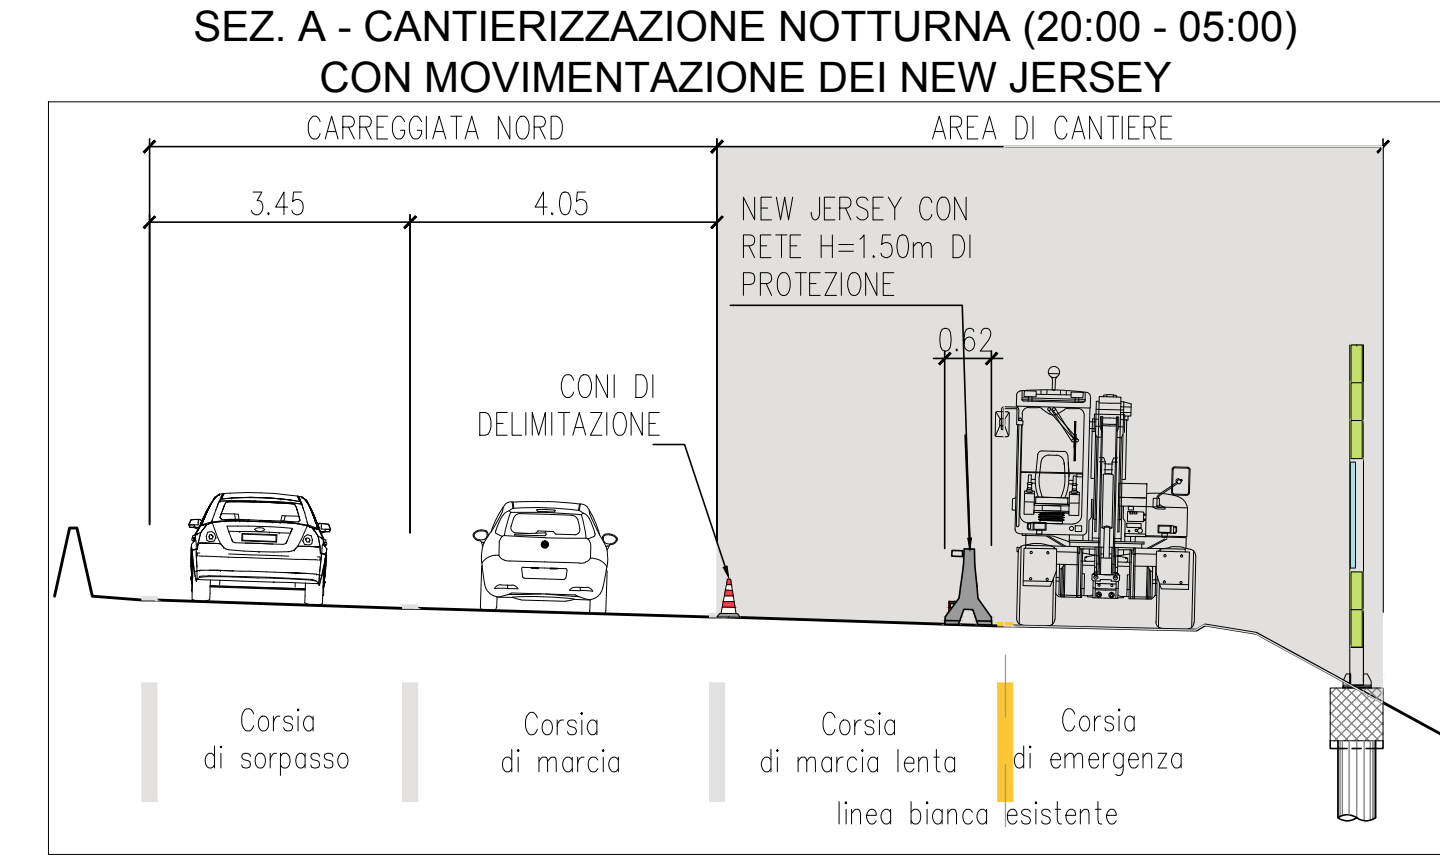 SEZ. A - CANTIERIZZAZIONE NOTTURNA (20:00 - 05:00)
CON MOVIMENTAZIONE DEI NEW JERSEY
CARREGGIATA NORD
AREA DI CANTIERE
3.45
4.05
NEW JERSEY CON
RETE H=1.50m DI
PROTEZIONE
0.62
CONI DI
DELIMITAZIONE
Corsia
di sorpasso
Corsia
di marcia
Corsia
di marcia lenta
Corsia
di emergenza
linea bianca esistente